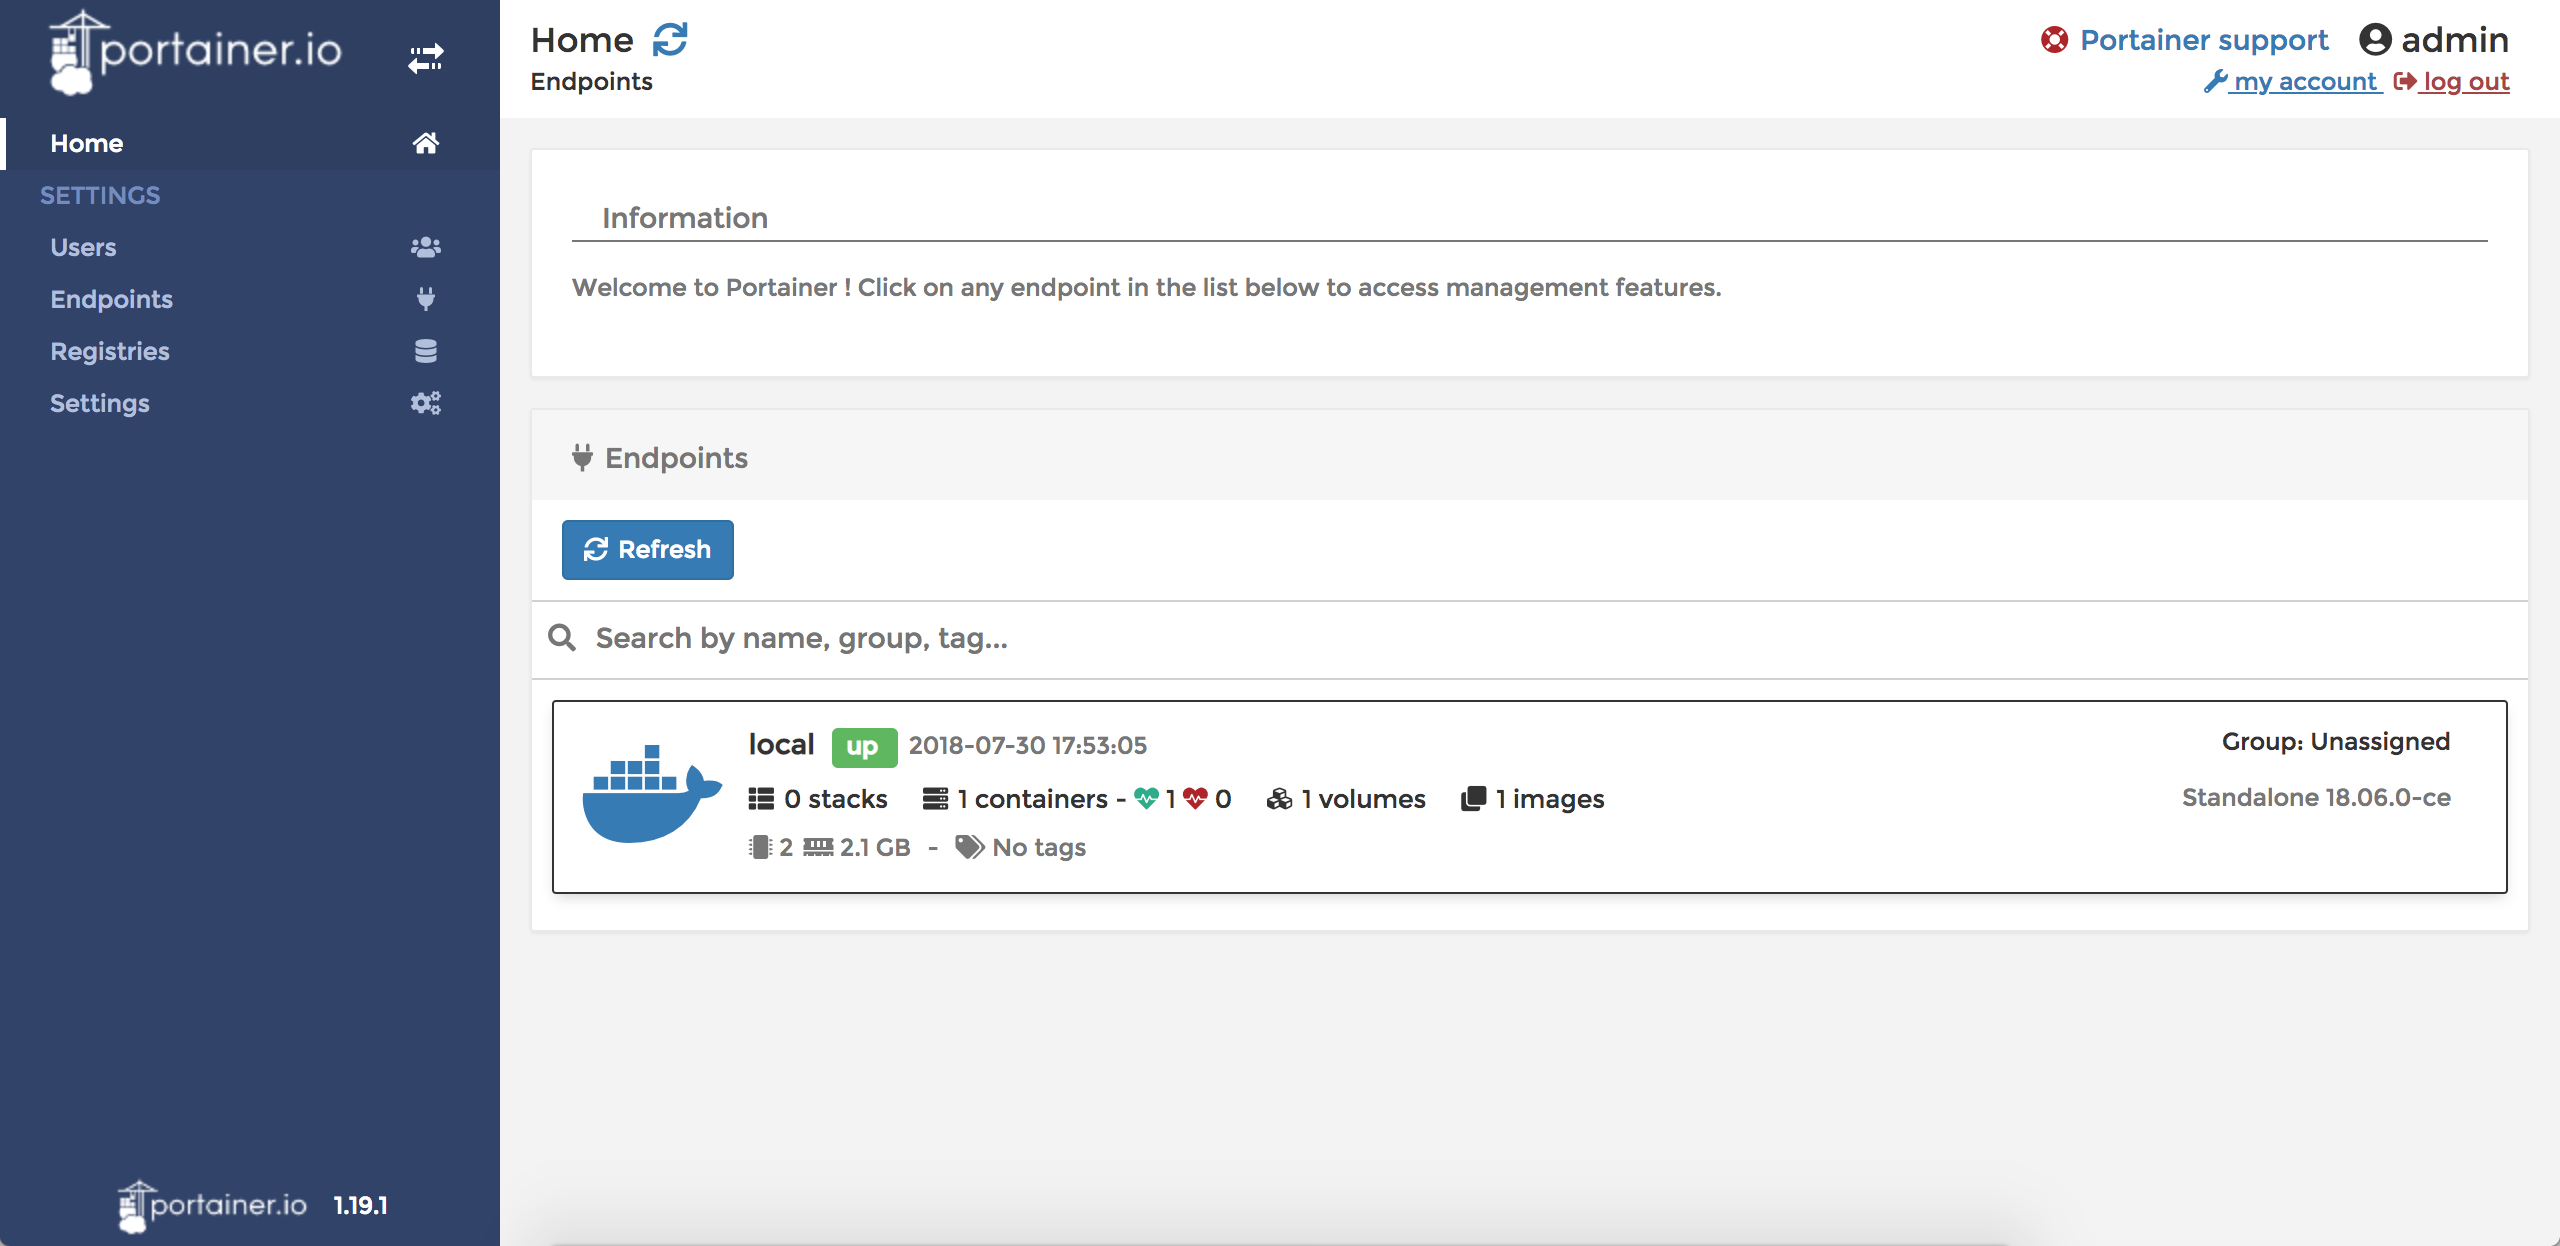 portainer.io
Home
SETTINGS
Users
Endpoints
Registries
Settings
portainer.io 1.19.1
Home
Endpoints
Portainer support admin
my account log out
Information
Welcome to Portainer ! Click on any endpoint in the list below to access management features.
Endpoints
Refresh
Search by name, group, tag...
local up 2018-07-30 17:53:05
Group: Unassigned
0 stacks 1 containers - 1 0 1 volumes 1 images
Standalone 18.06.0-ce
2 2.1 GB - No tags